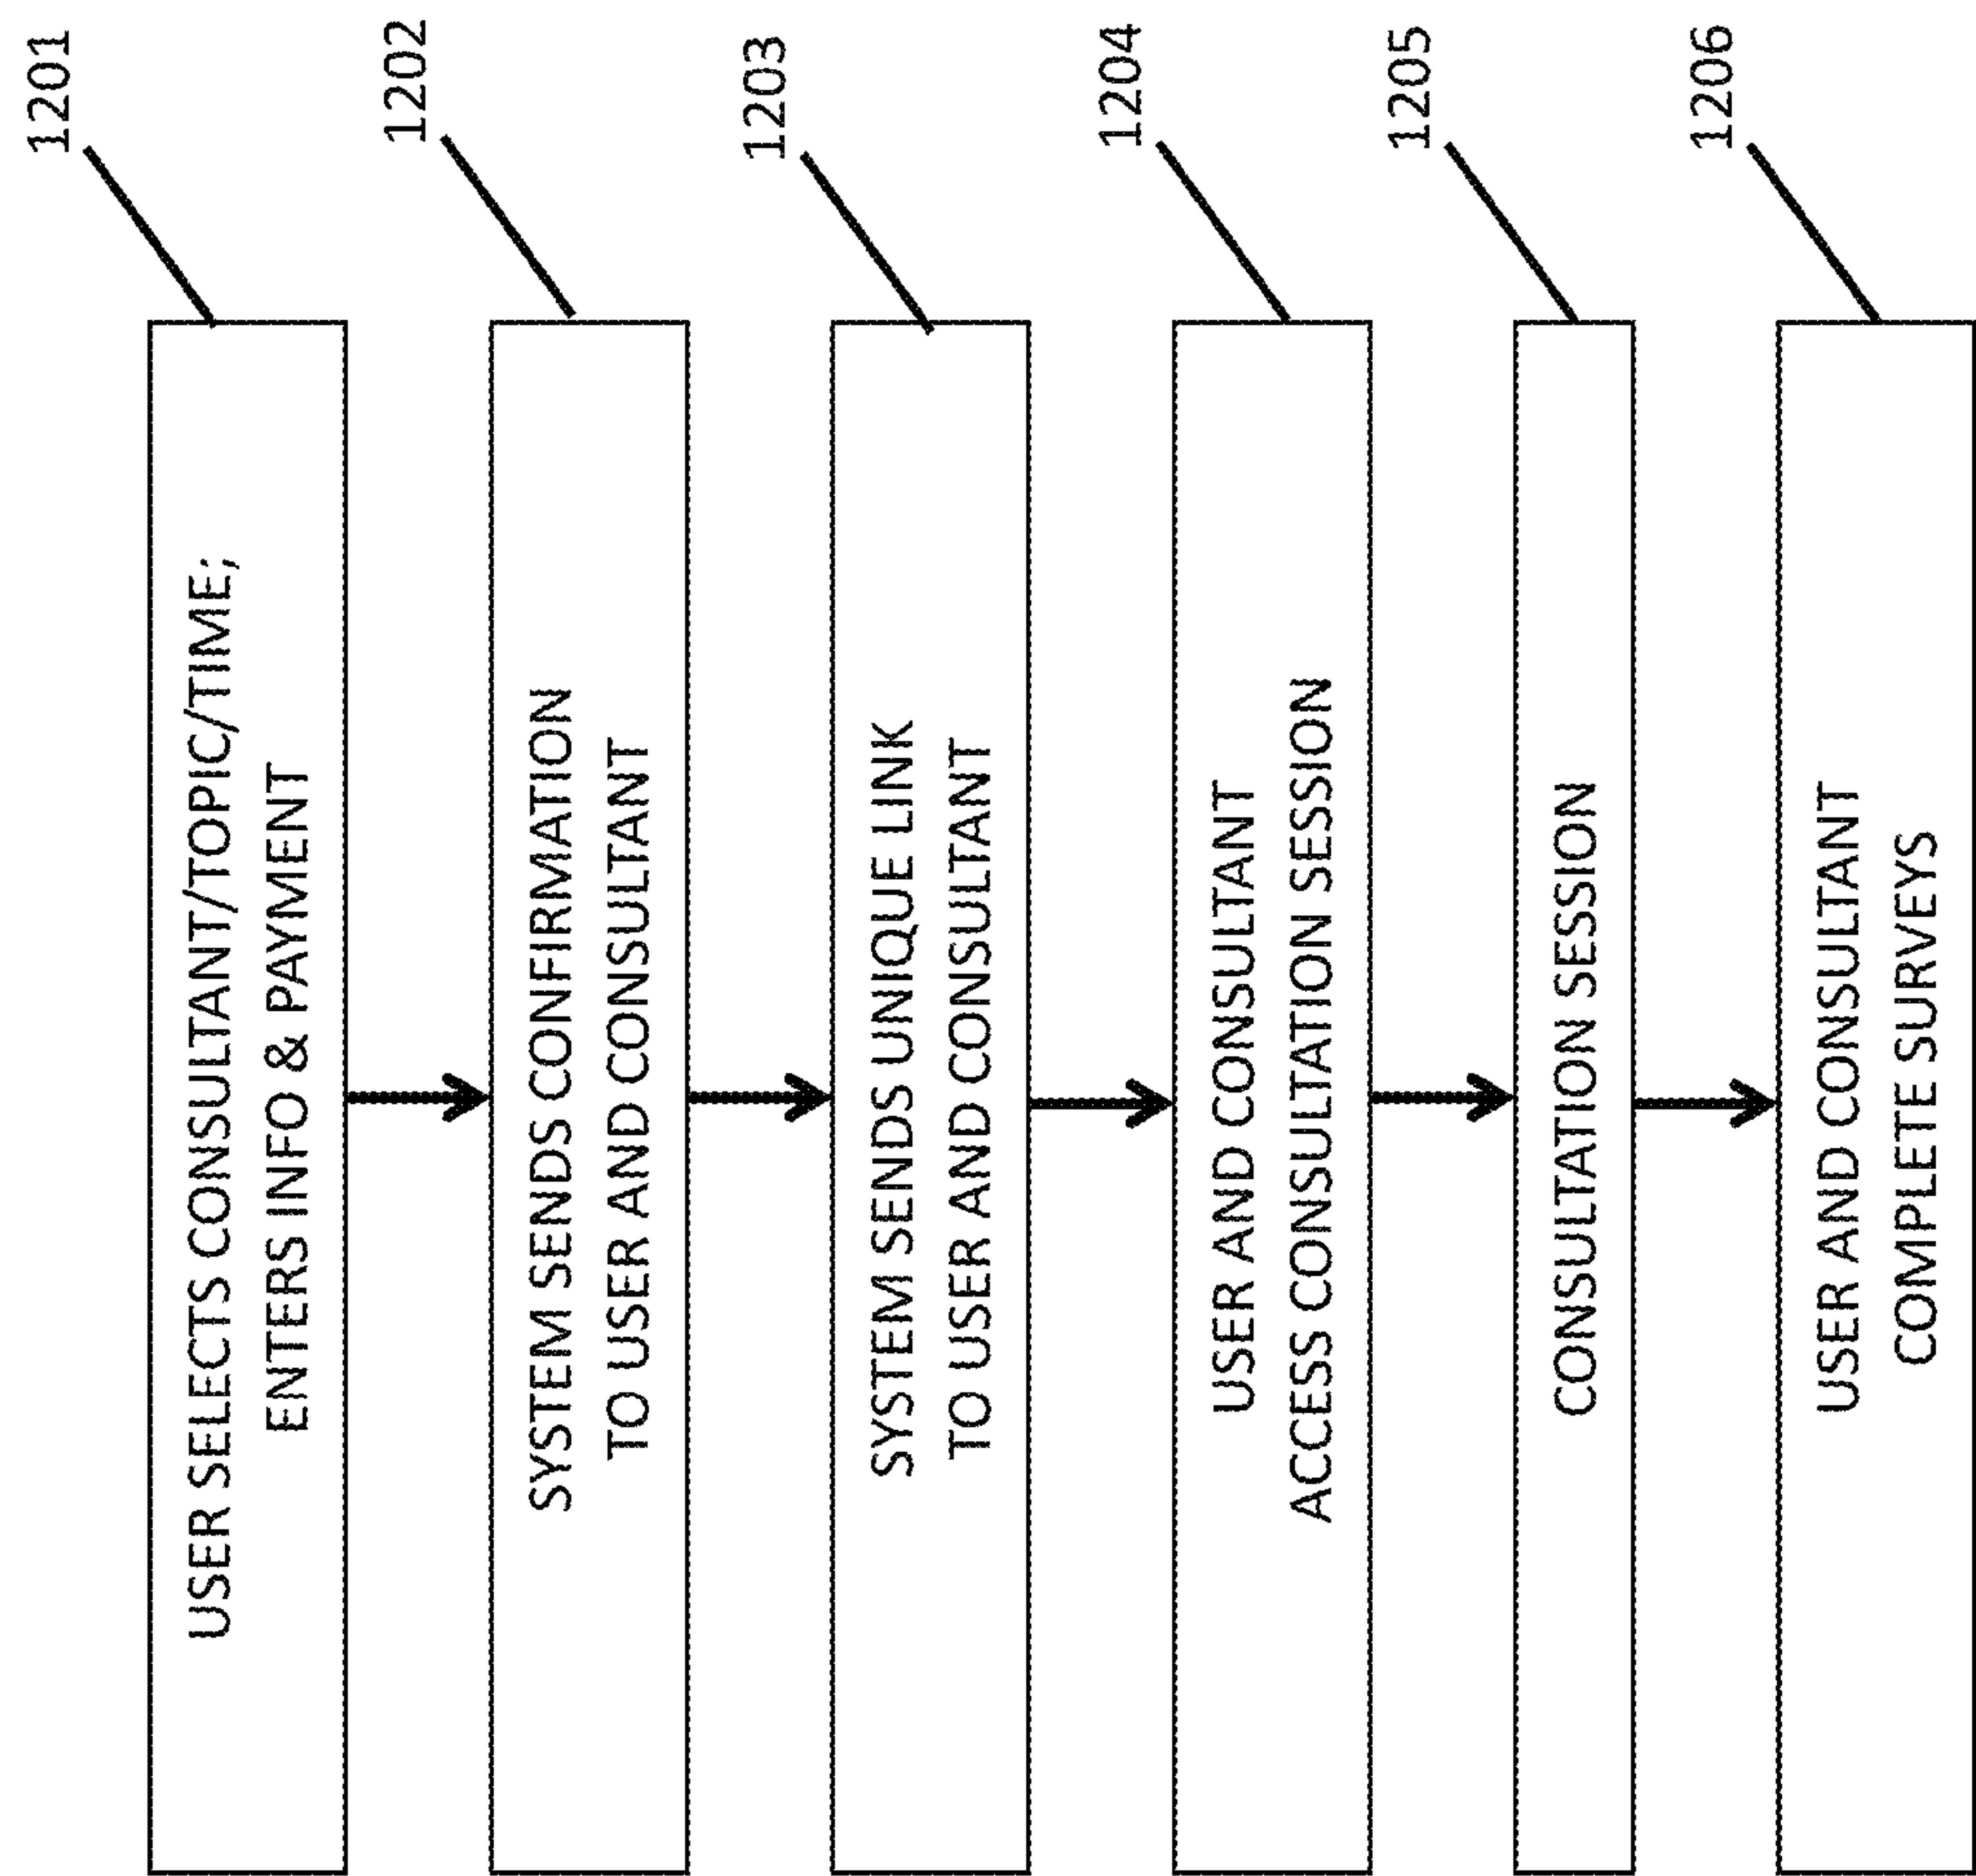 1201
USER SELECTS CONSULTANT/TOPIC/TIME;
ENTERS INFO & PAYMENT
1202
SYSTEM SENDS CONFIRMATION
TO USER AND CONSULTANT
1203
SYSTEM SENDS UNIQUE LINK
TO USER AND CONSULTANT
1204
USER AND CONSULTANT
ACCESS CONSULTATION SESSION
1205
CONSULTATION SESSION
1206
USER AND CONSULTANT
COMPLETE SURVEYS